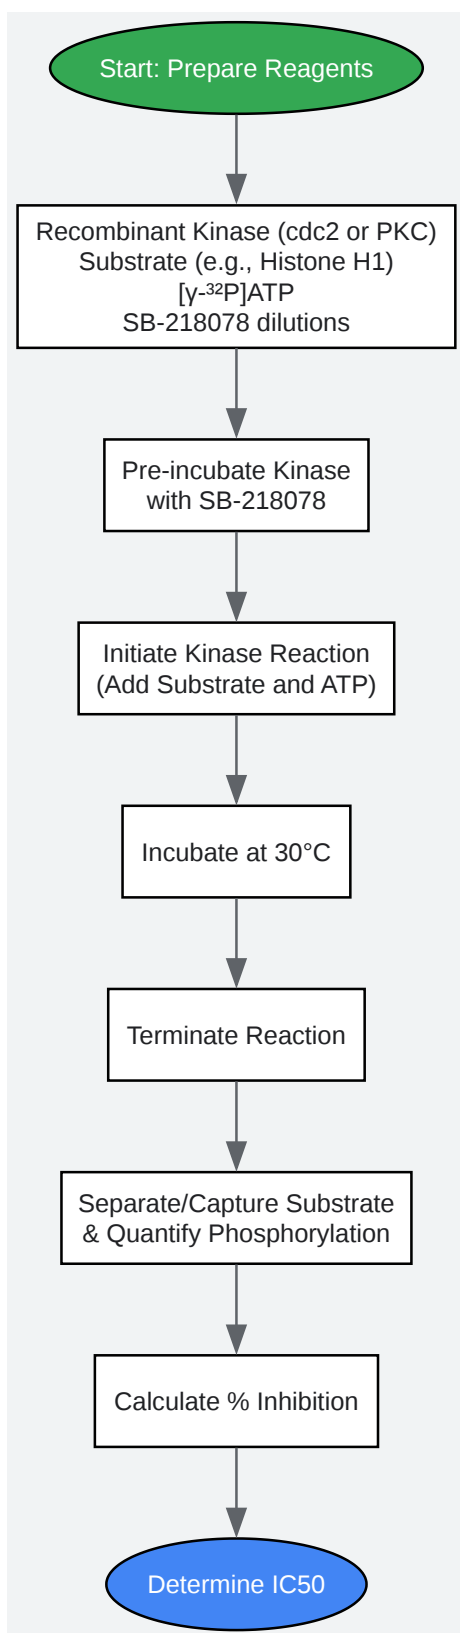 Start: Prepare Reagents
Recombinant Kinase (cdc2 or PKC)
Substrate (e.g., Histone H1)
[γ-³²P]ATP
SB-218078 dilutions
Pre-incubate Kinase
with SB-218078
Initiate Kinase Reaction
(Add Substrate and ATP)
Incubate at 30°C
Terminate Reaction
Separate/Capture Substrate
& Quantify Phosphorylation
Calculate % Inhibition
Determine IC50